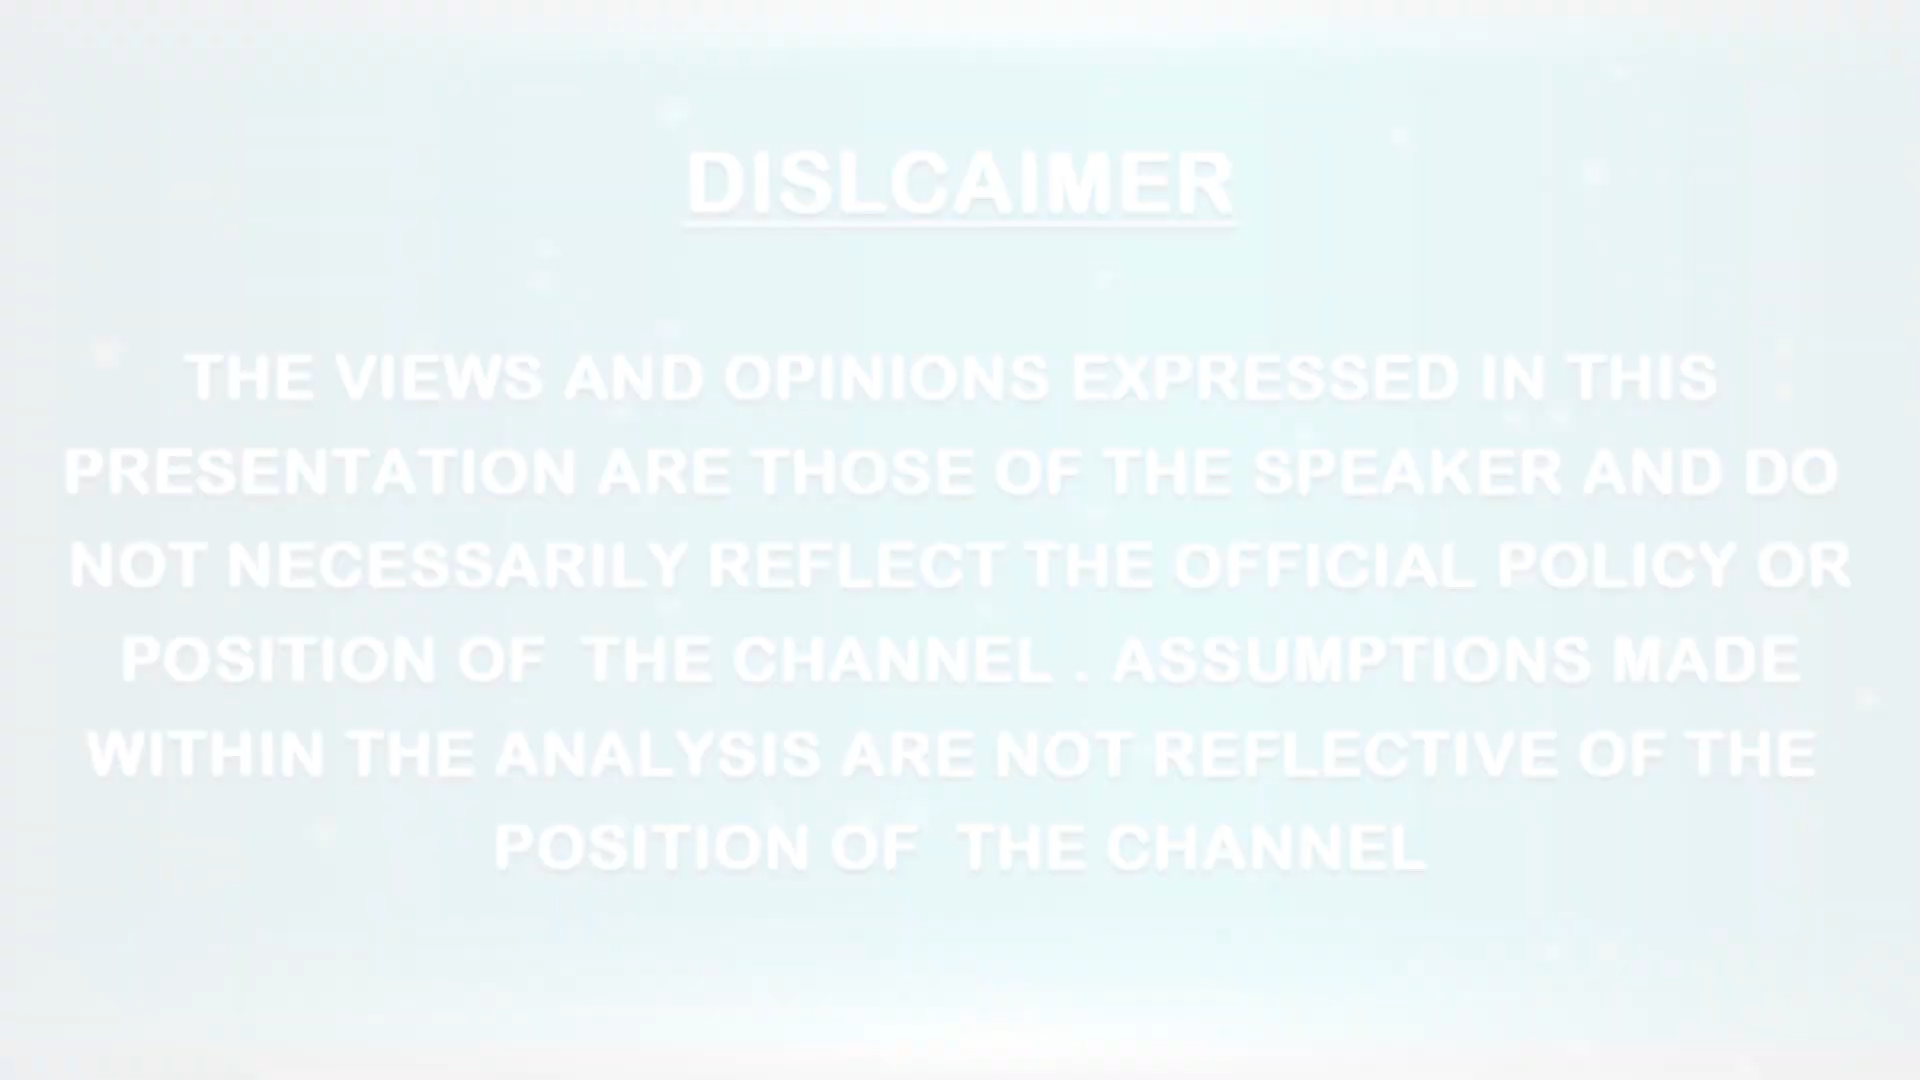 DISLCAIMER
THE VIEWS AND OPINIONS EXPRESSED IN THIS
PRESENTATION ARE THOSE OF THE SPEAKER AND DO
NOT NECESSARILY REFLECT THE OFFICIAL POLICY OR
POSITION OF THE CHANNEL . ASSUMPTIONS MADE
WITHIN THE ANALYSIS ARE NOT REFLECTIVE OF THE
POSITION OF THE CHANNEL